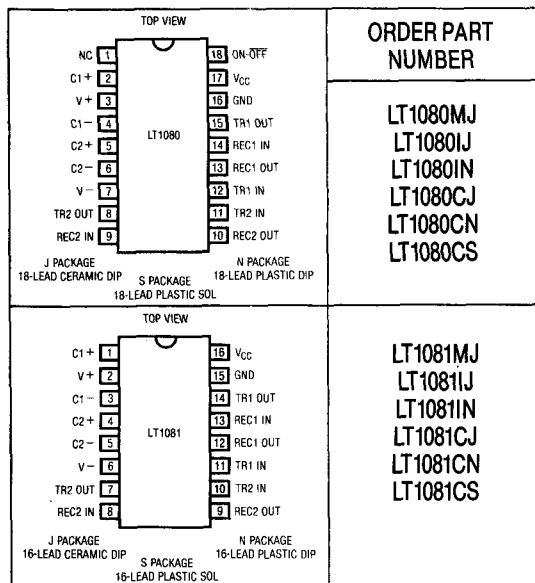 TOP VIEW
NC 1
C1+ 2
V+ 3
C1− 4
C2+ 5
C2− 6
V− 7
TR2 OUT 8
REC2 IN 9
LT1080
18 ON-OFF
17 VCC
16 GND
15 TR1 OUT
14 REC1 IN
13 REC1 OUT
12 TR1 IN
11 TR2 IN
10 REC2 OUT
J PACKAGE
18-LEAD CERAMIC DIP
S PACKAGE
18-LEAD PLASTIC SOL
N PACKAGE
18-LEAD PLASTIC DIP
ORDER PART
NUMBER
LT1080MJ
LT1080IJ
LT1080IN
LT1080CJ
LT1080CN
LT1080CS
TOP VIEW
C1+ 1
V+ 2
C1− 3
C2+ 4
C2− 5
V− 6
TR2 OUT 7
REC2 IN 8
LT1081
16 VCC
15 GND
14 TR1 OUT
13 REC1 IN
12 REC1 OUT
11 TR1 IN
10 TR2 IN
9 REC2 OUT
J PACKAGE
16-LEAD CERAMIC DIP
S PACKAGE
16-LEAD PLASTIC SOL
N PACKAGE
16-LEAD PLASTIC DIP
LT1081MJ
LT1081IJ
LT1081IN
LT1081CJ
LT1081CN
LT1081CS